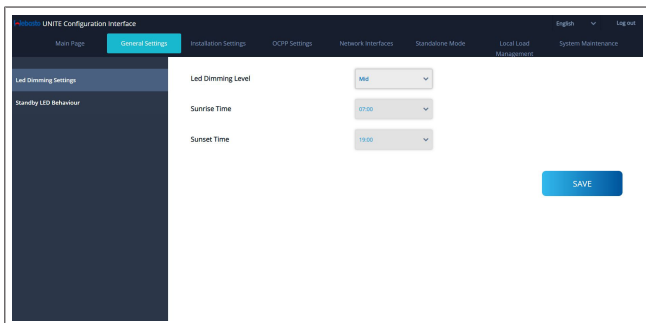 Webasto UNITE Configuration Interface
English
Log out
Main Page
General Settings
Installation Settings
OCPP Settings
Network Interfaces
Standalone Mode
Local Load
Management
System Maintenance
Led Dimming Settings
Standby LED Behaviour
Led Dimming Level
Mid
Sunrise Time
07:00
Sunset Time
19:00
SAVE